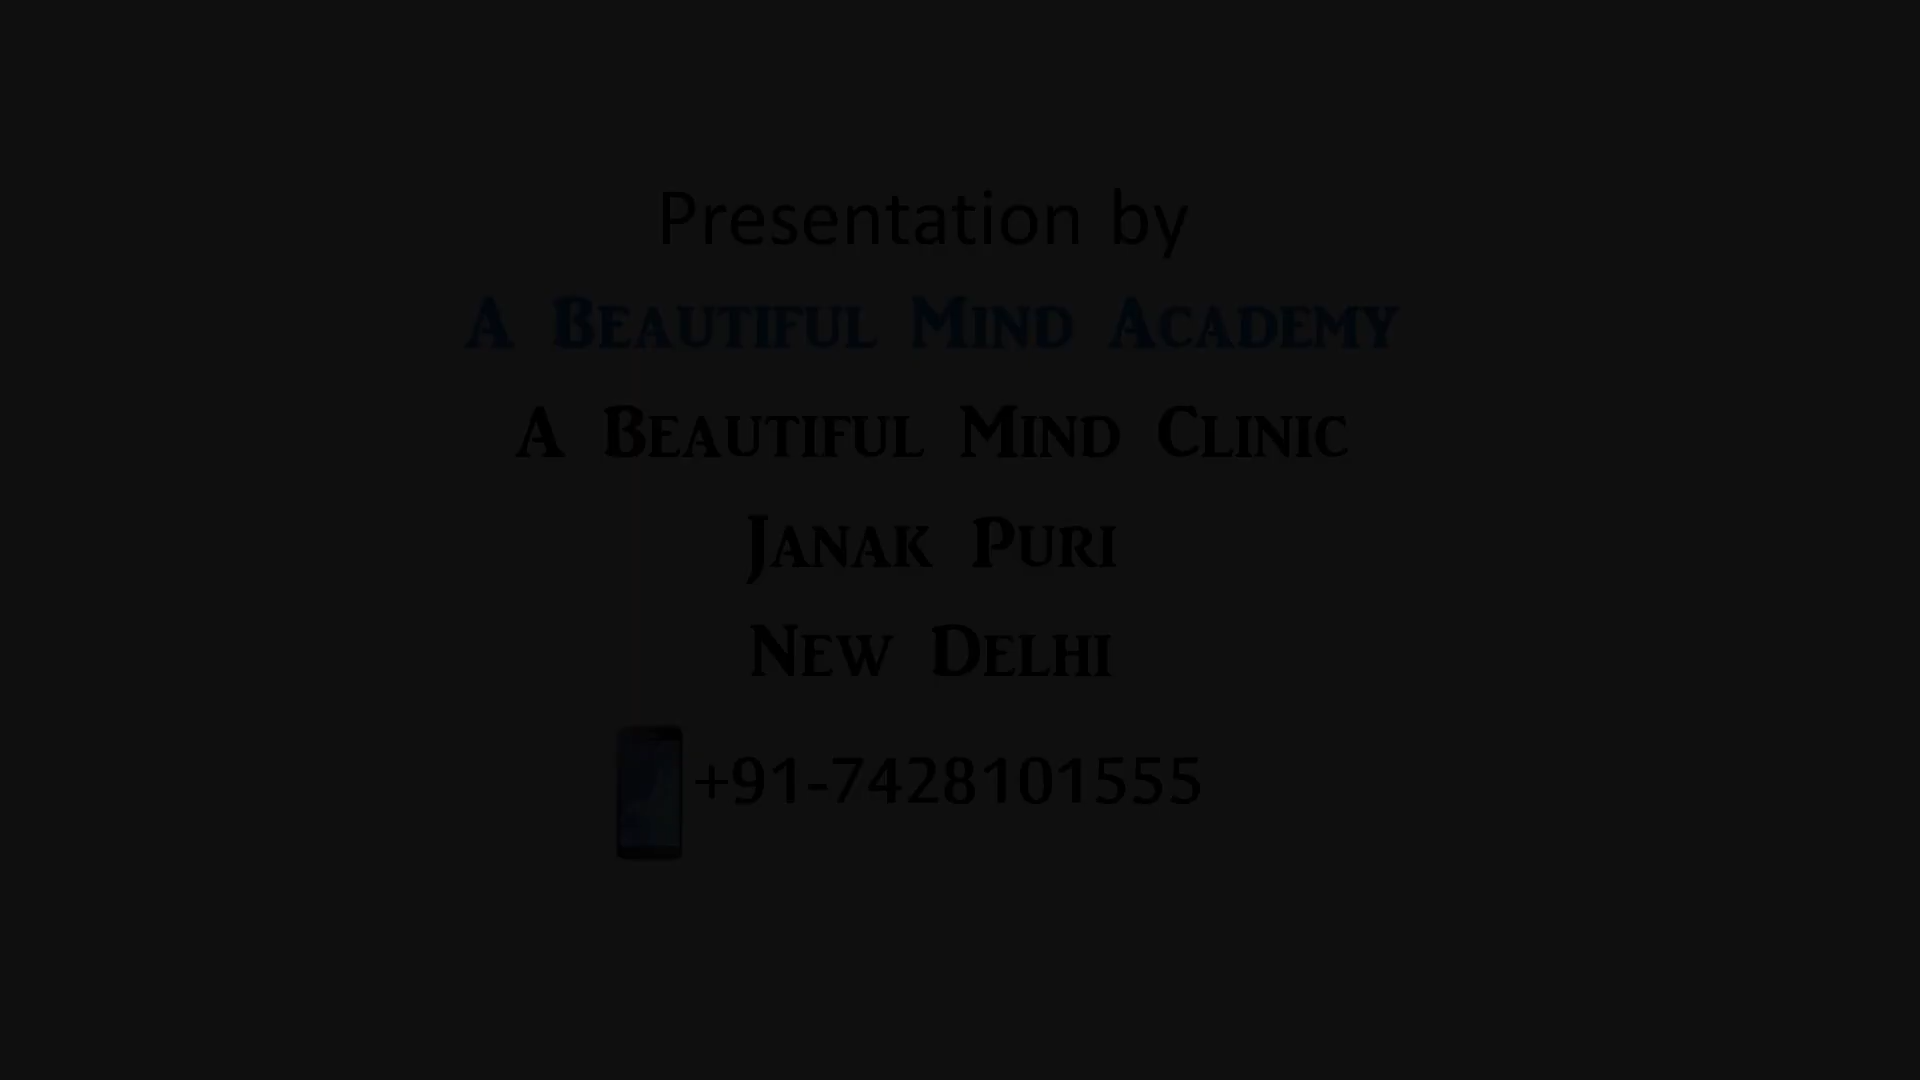 Presentation by
A Beautiful Mind Academy
A Beautiful Mind Clinic
Janak Puri
New Delhi
+91-7428101555